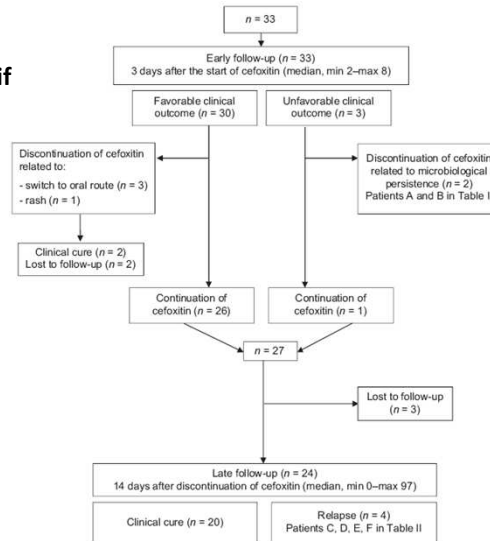 if
n = 33
Early follow-up (n = 33)
3 days after the start of cefoxitin (median, min 2–max 8)
Favorable clinical
outcome (n = 30)
Unfavorable clinical
outcome (n = 3)
Discontinuation of cefoxitin
related to:
- switch to oral route (n = 3)
- rash (n = 1)
Discontinuation of cefoxitin
related to microbiological
persistence (n = 2)
Patients A and B in Table I
Clinical cure (n = 2)
Lost to follow-up (n = 2)
Continuation of
cefoxitin (n = 26)
Continuation of
cefoxitin (n = 1)
n = 27
Lost to follow-up
(n = 3)
Late follow-up (n = 24)
14 days after discontinuation of cefoxitin (median, min 0–max 97)
Clinical cure (n = 20)
Relapse (n = 4)
Patients C, D, E, F in Table II